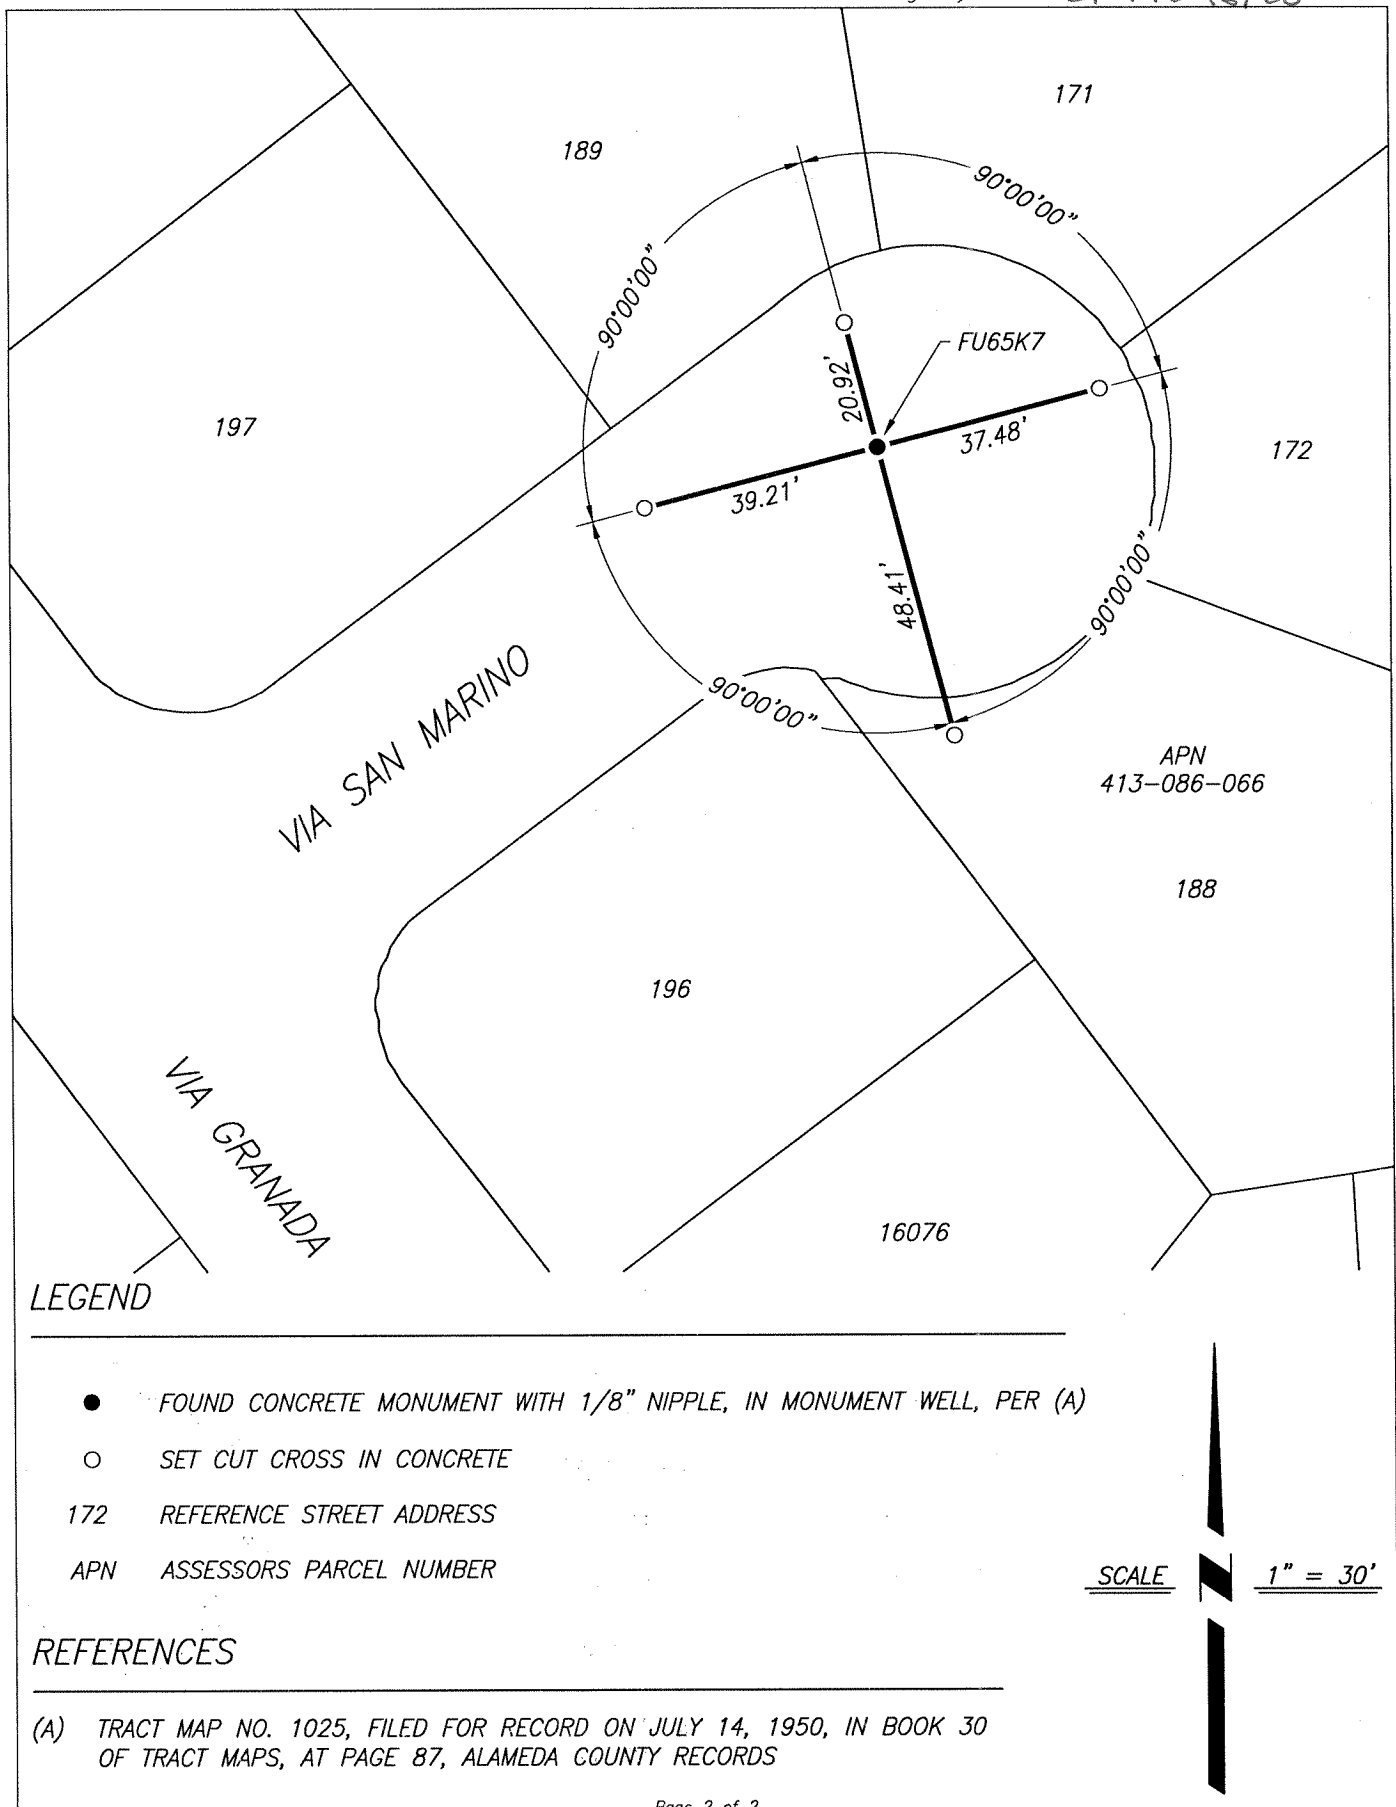 171
189
90°00'00"
90°00'00"
FU65K7
20.92'
197
37.48'
172
39.21'
48.41'
90°00'00"
VIA SAN MARINO
90°00'00"
APN
413-086-066
188
196
VIA GRANADA
16076
LEGEND
● FOUND CONCRETE MONUMENT WITH 1/8" NIPPLE, IN MONUMENT WELL, PER (A)
○ SET CUT CROSS IN CONCRETE
172 REFERENCE STREET ADDRESS
APN ASSESSORS PARCEL NUMBER
SCALE N 1" = 30'
REFERENCES
(A) TRACT MAP NO. 1025, FILED FOR RECORD ON JULY 14, 1950, IN BOOK 30
OF TRACT MAPS, AT PAGE 87, ALAMEDA COUNTY RECORDS
Page 2 of 2